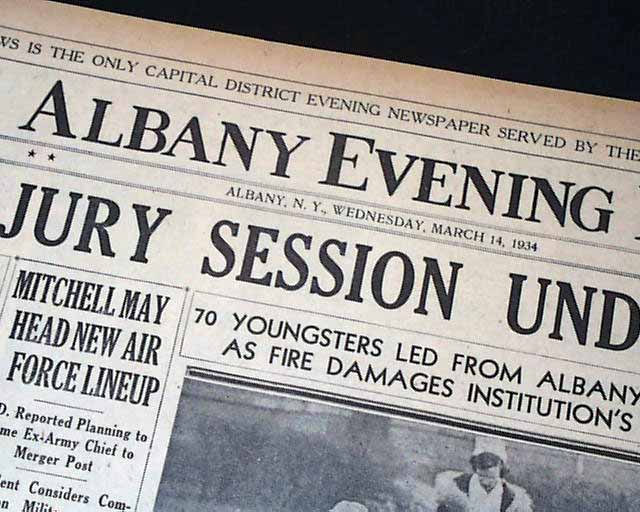 WS IS THE ONLY CAPITAL DISTRICT EVENING NEWSPAPER SERVED BY THE
ALBANY EVENING
★ ★
ALBANY, N. Y., WEDNESDAY, MARCH 14, 1934
JURY SESSION UND
MITCHELL MAY
HEAD NEW AIR
FORCE LINEUP
D. Reported Planning to
me Ex-Army Chief to
Merger Post
ent Considers Com-
on
70 YOUNGSTERS LED FROM ALBANY
AS FIRE DAMAGES INSTITUTION'S